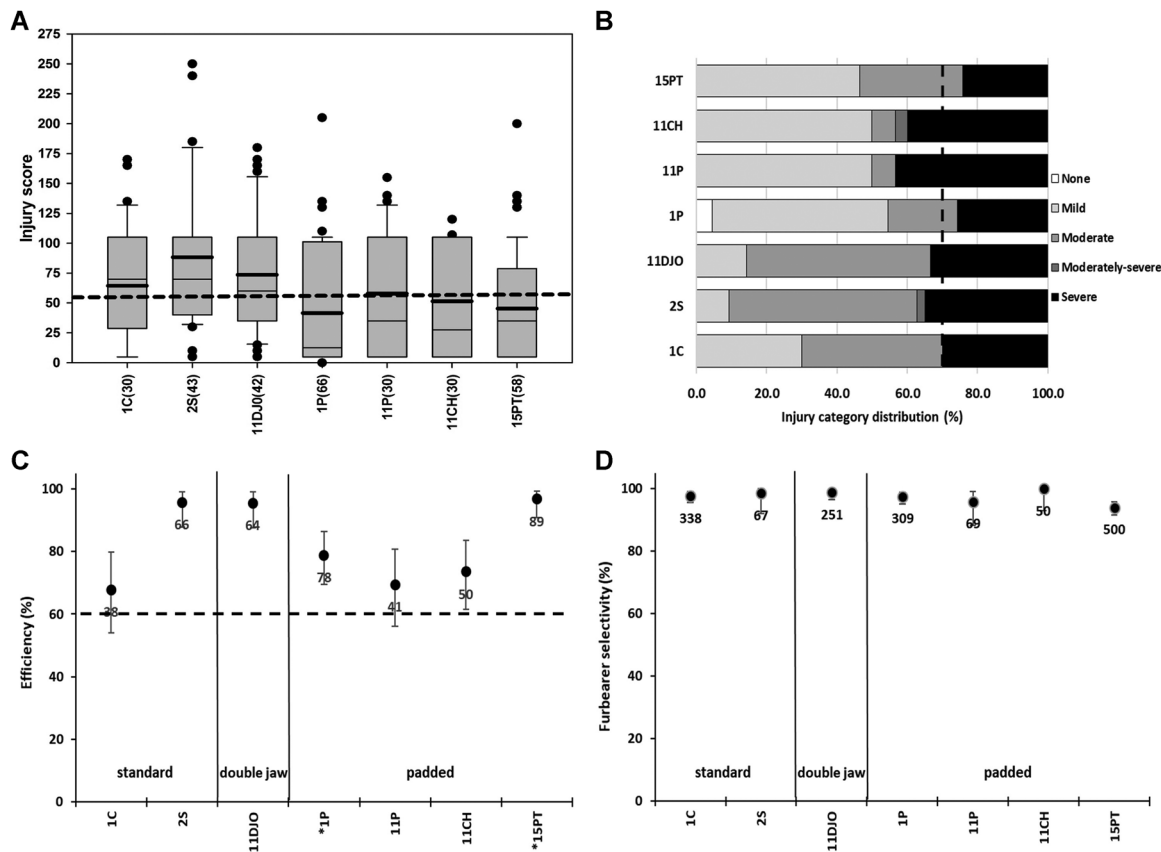 A
275
250
225
200
175
150
125
100
75
50
25
0
Injury score
1C(30)
2S(43)
11DJ0(42)
1P(66)
11P(30)
11CH(30)
15PT(58)
B
15PT
11CH
11P
1P
11DJO
2S
1C
0.0 20.0 40.0 60.0 80.0 100.0
Injury category distribution (%)
None
Mild
Moderate
Moderately-severe
Severe
C
100
80
60
40
20
0
Efficiency (%)
38
66
64
78
41
50
89
standard double jaw padded
1C
2S
11DJO
*1P
11P
11CH
*15PT
D
100
80
60
40
20
0
Furbearer selectivity (%)
338
67
251
309
69
50
500
standard double jaw padded
1C
2S
11DJO
1P
11P
11CH
15PT